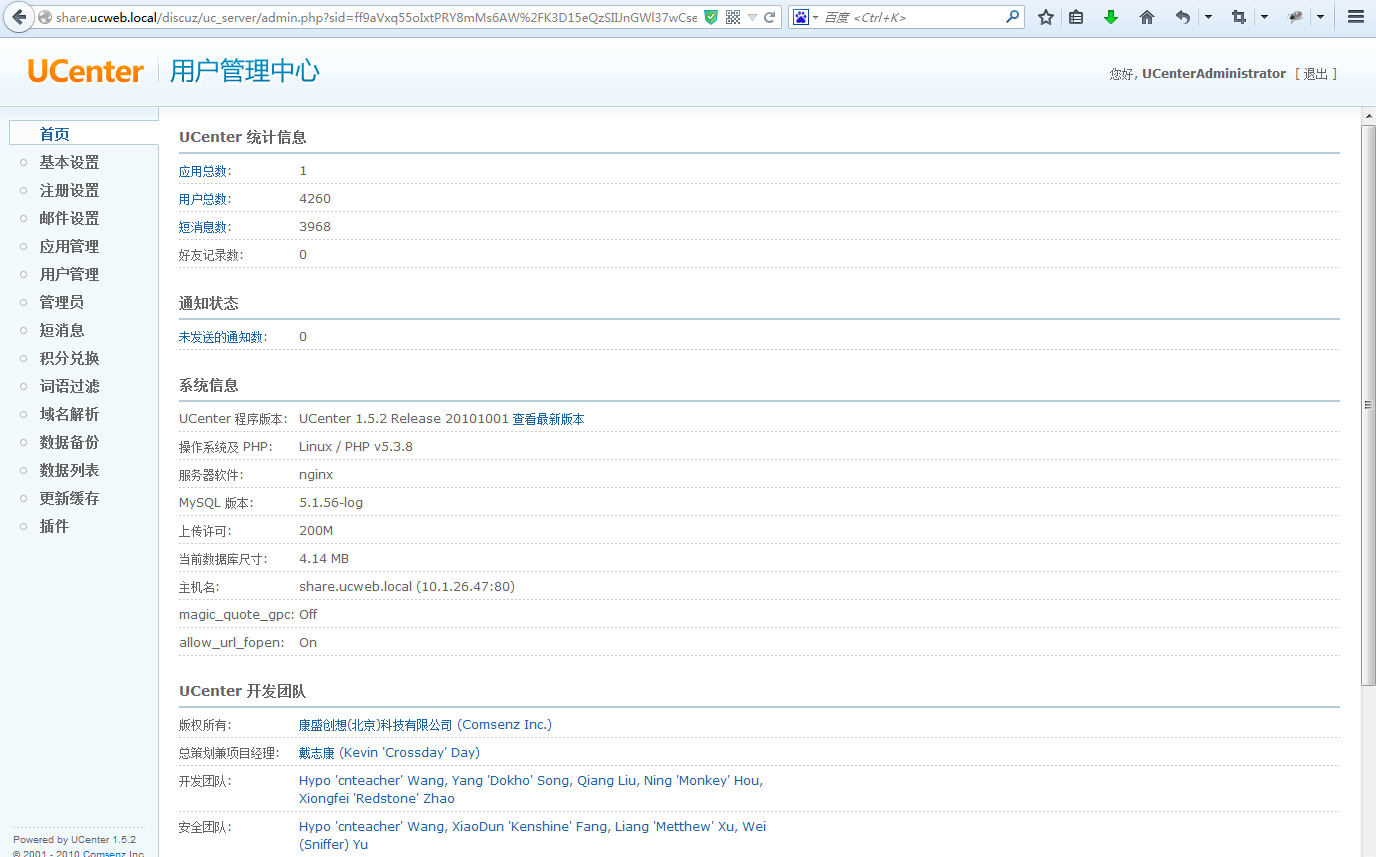 share.ucweb.local/discuz/uc_server/admin.php?sid=ff9aVxq55oIxtPRY8mMs6AW%2FK3D15eQzSIIJnGWl37wCse
百度 <Ctrl+K>
UCenter 用户管理中心
您好, UCenterAdministrator [ 退出 ]
首页
基本设置
注册设置
邮件设置
应用管理
用户管理
管理员
短消息
积分兑换
词语过滤
域名解析
数据备份
数据列表
更新缓存
插件
Powered by UCenter 1.5.2
© 2001 - 2010 Comsenz Inc.
UCenter 统计信息
应用总数: 1
用户总数: 4260
短消息数: 3968
好友记录数: 0
通知状态
未发送的通知数: 0
系统信息
UCenter 程序版本: UCenter 1.5.2 Release 20101001 查看最新版本
操作系统及 PHP: Linux / PHP v5.3.8
服务器软件: nginx
MySQL 版本: 5.1.56-log
上传许可: 200M
当前数据库尺寸: 4.14 MB
主机名: share.ucweb.local (10.1.26.47:80)
magic_quote_gpc: Off
allow_url_fopen: On
UCenter 开发团队
版权所有: 康盛创想(北京)科技有限公司 (Comsenz Inc.)
总策划兼项目经理: 戴志康 (Kevin 'Crossday' Day)
开发团队: Hypo 'cnteacher' Wang, Yang 'Dokho' Song, Qiang Liu, Ning 'Monkey' Hou,
Xiongfei 'Redstone' Zhao
安全团队: Hypo 'cnteacher' Wang, XiaoDun 'Kenshine' Fang, Liang 'Metthew' Xu, Wei
(Sniffer) Yu